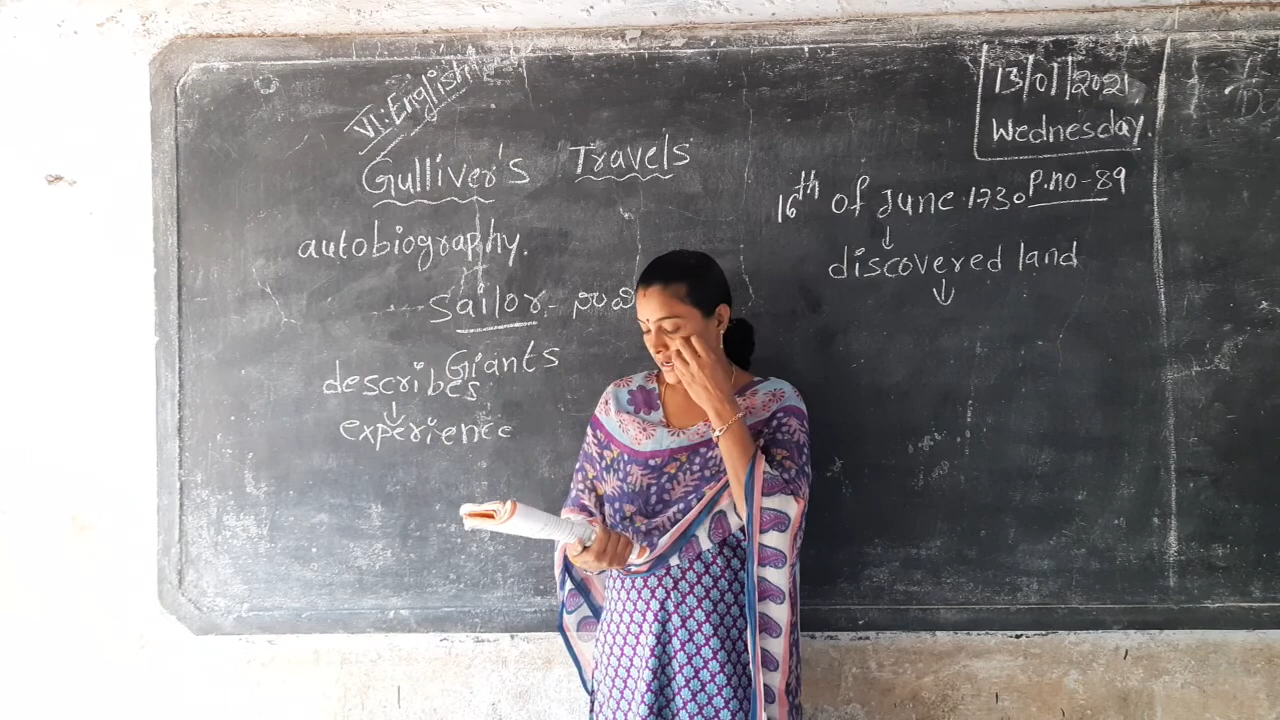 VI:English
Gulliver's Travels
autobiography.
sailor-
Giants
describes
↓
experience
13/01/2021
Wednesday.
P.no-89
16th of June 1730
↓
discovered land
↓